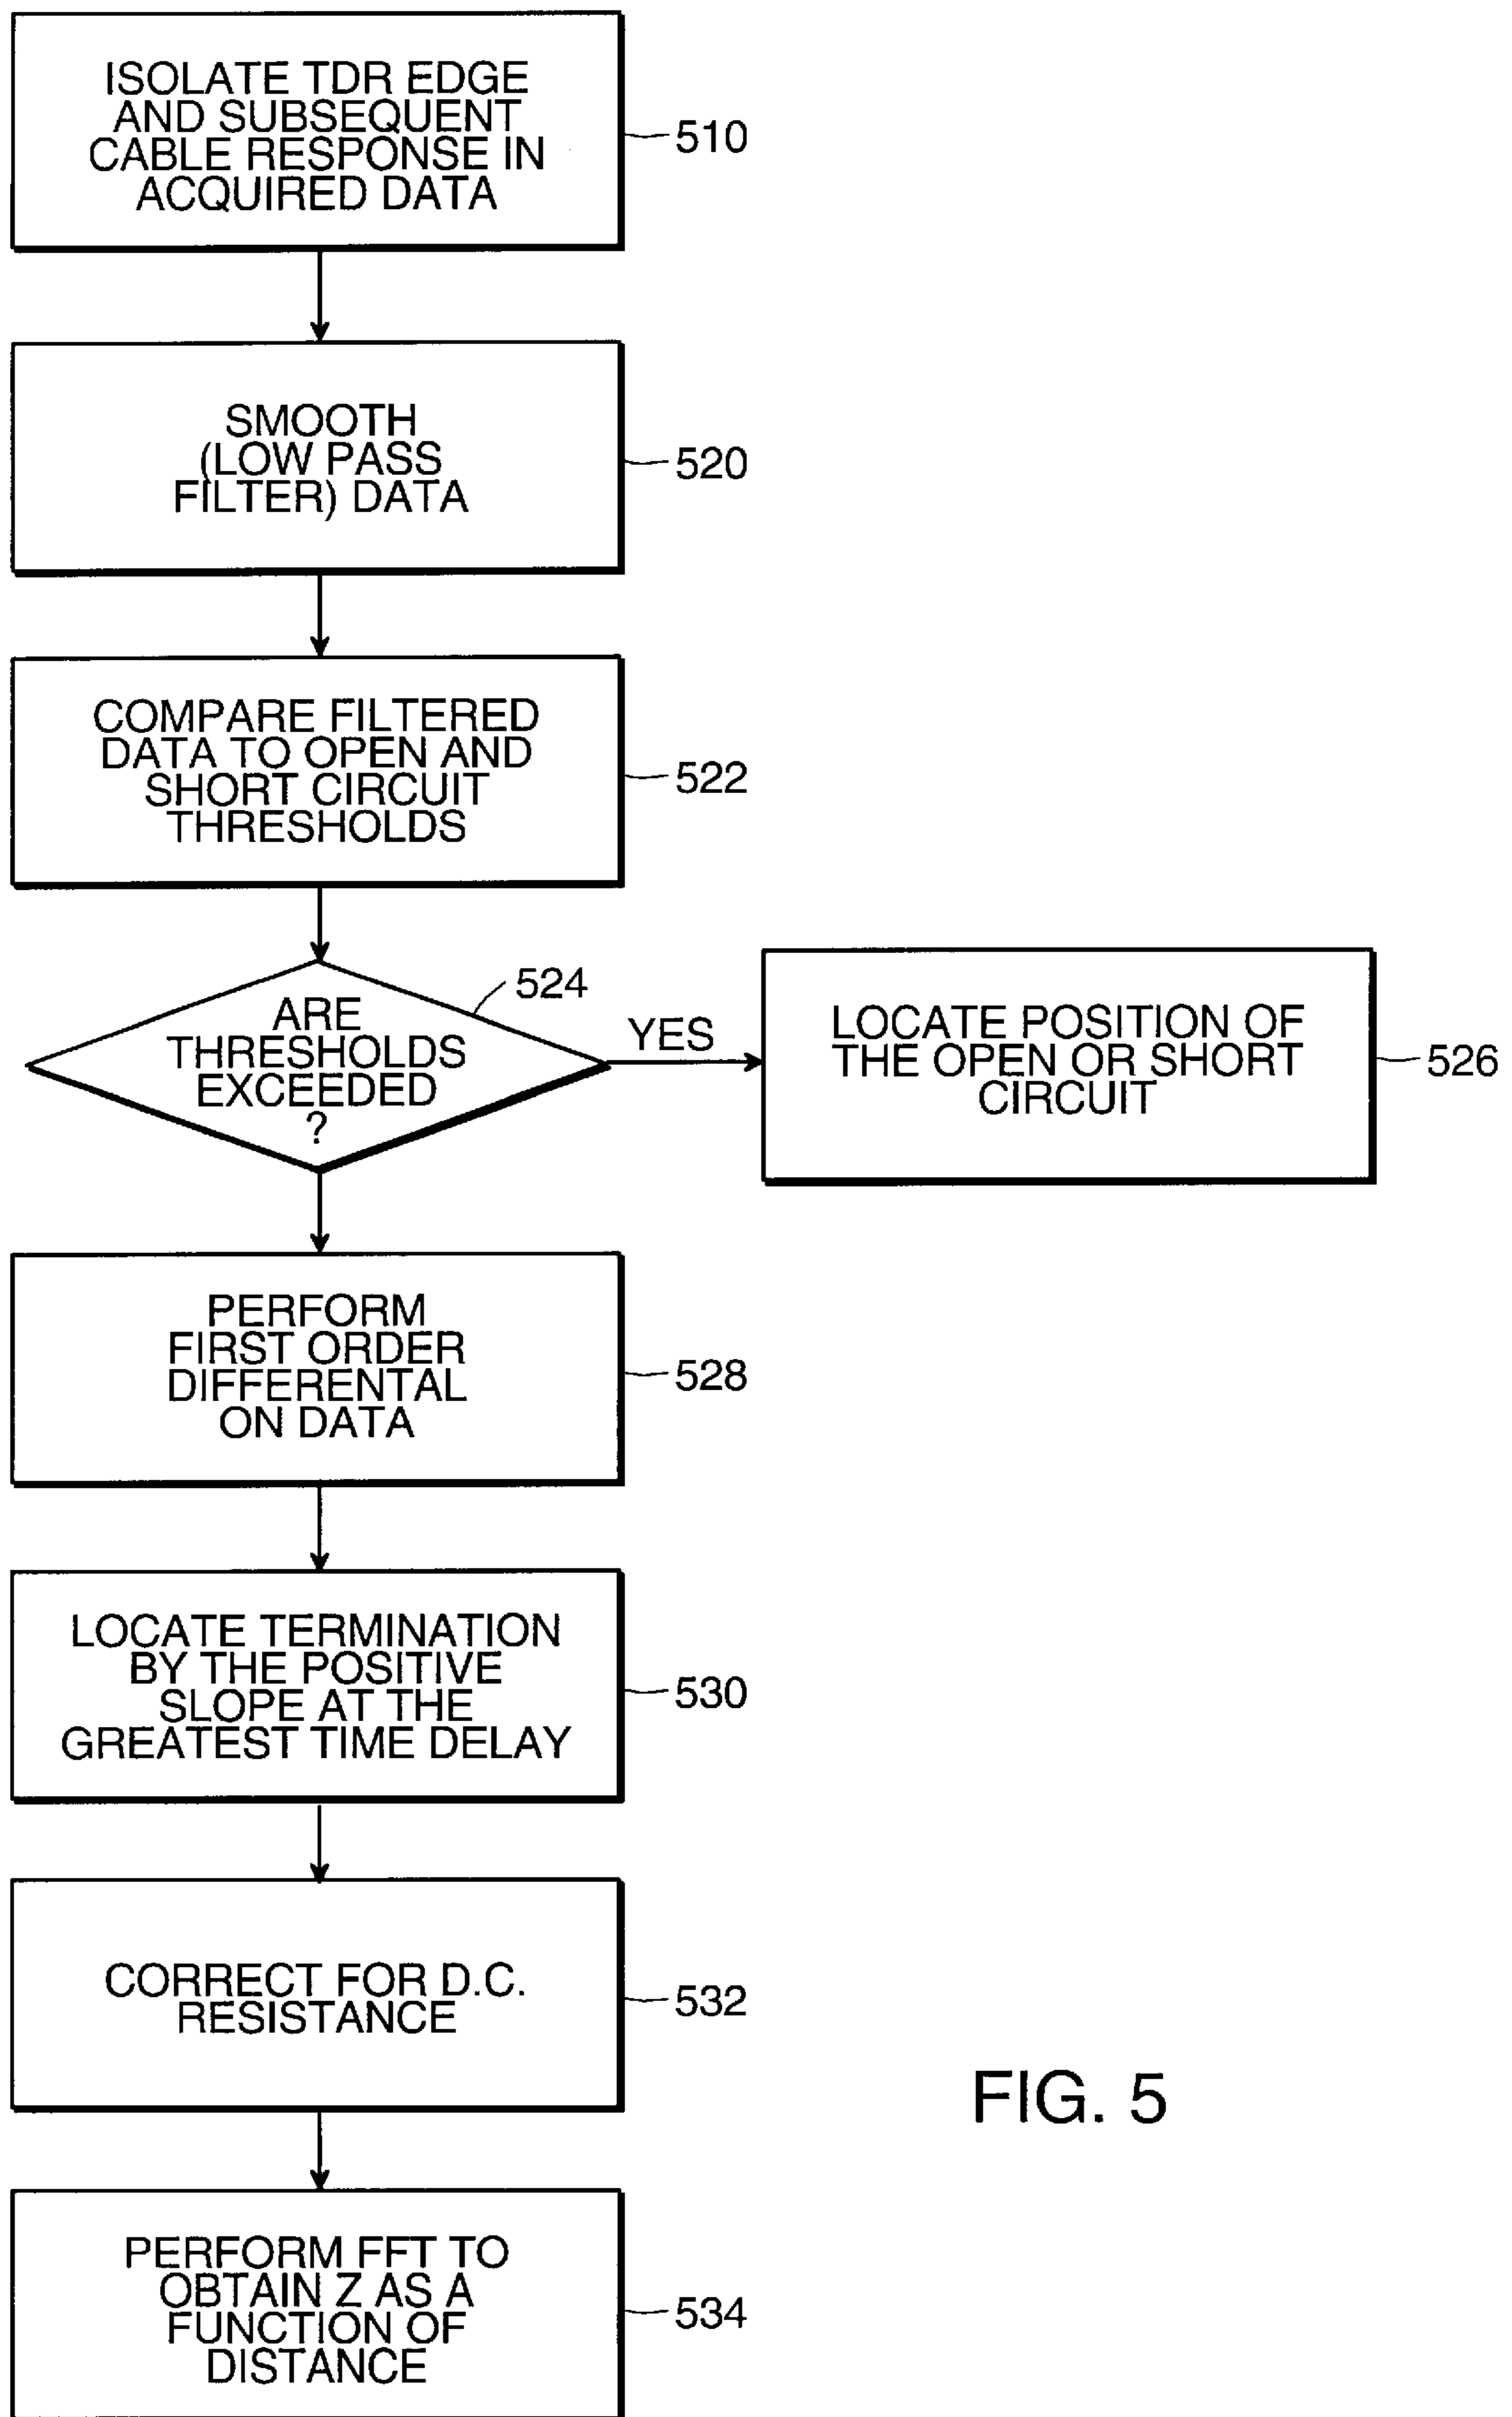 ISOLATE TDR EDGE
AND SUBSEQUENT
CABLE RESPONSE IN
ACQUIRED DATA
510
SMOOTH
(LOW PASS
FILTER) DATA
520
COMPARE FILTERED
DATA TO OPEN AND
SHORT CIRCUIT
THRESHOLDS
522
ARE
THRESHOLDS
EXCEEDED
?
524
YES
LOCATE POSITION OF
THE OPEN OR SHORT
CIRCUIT
526
PERFORM
FIRST ORDER
DIFFERENTAL
ON DATA
528
LOCATE TERMINATION
BY THE POSITIVE
SLOPE AT THE
GREATEST TIME DELAY
530
CORRECT FOR D.C.
RESISTANCE
532
FIG. 5
PERFORM FFT TO
OBTAIN Z AS A
FUNCTION OF
DISTANCE
534